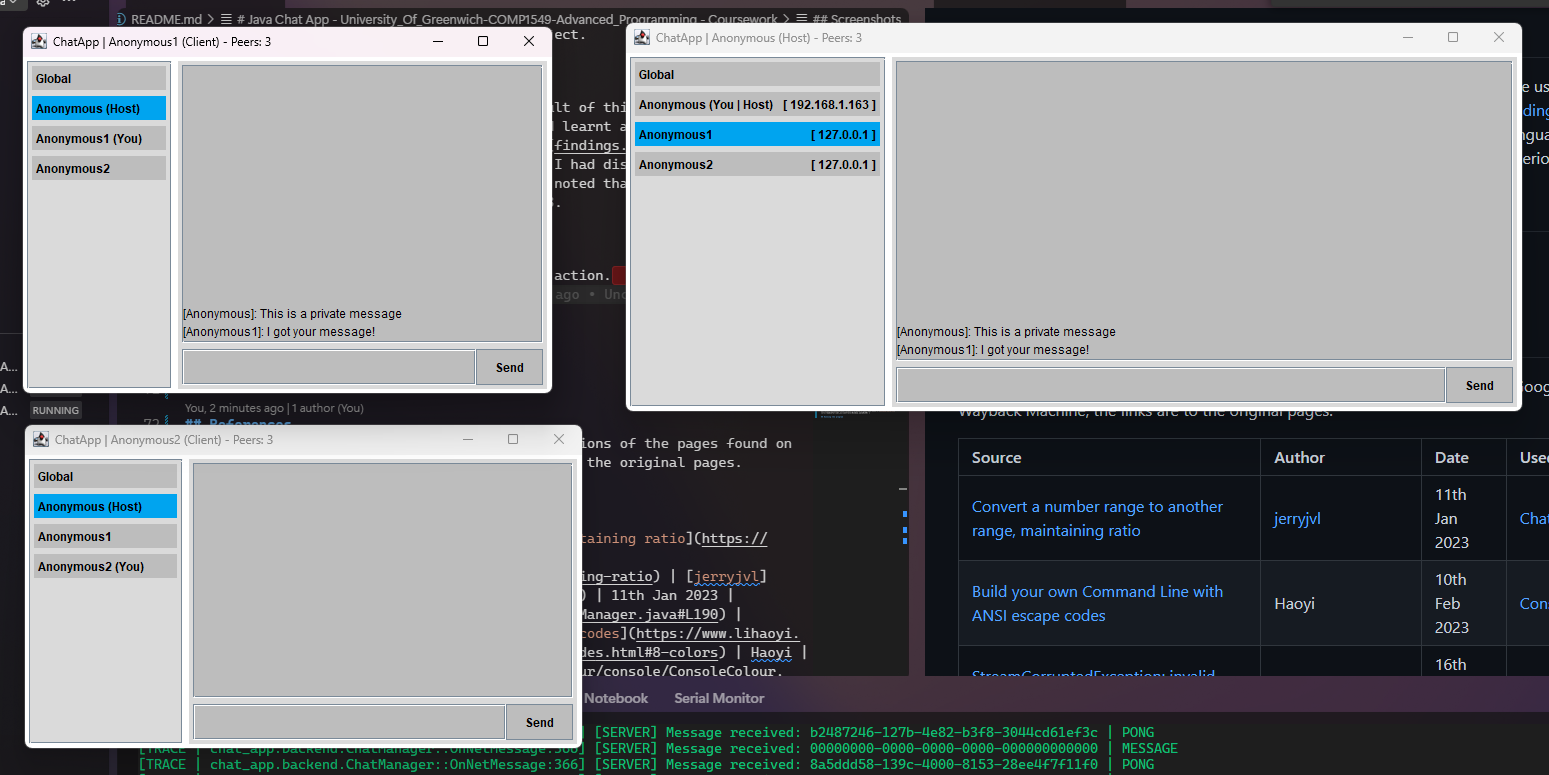 README.md > # Java Chat App - University_Of_Greenwich-COMP1549-Advanced_Programming - Coursework > ## Screenshots
ChatApp | Anonymous1 (Client) - Peers: 3
Global
Anonymous (Host)
Anonymous1 (You)
Anonymous2
[Anonymous]: This is a private message
[Anonymous1]: I got your message!
Send
ChatApp | Anonymous (Host) - Peers: 3
Global
Anonymous (You | Host) [ 192.168.1.163 ]
Anonymous1 [ 127.0.0.1 ]
Anonymous2 [ 127.0.0.1 ]
[Anonymous]: This is a private message
[Anonymous1]: I got your message!
Send
ect.
lt of thi
learnt a
findings.
I had dis
noted tha
action.
ago • Unc
A...
A...
A... RUNNING
You, 2 minutes ago | 1 author (You)
## References
ChatApp | Anonymous2 (Client) - Peers: 3
Global
Anonymous (Host)
Anonymous1
Anonymous2 (You)
Send
ions of the pages found on
the original pages.
taining ratio](https://
ing-ratio) | [jerryjvl]
) | 11th Jan 2023 |
Manager.java#L190) |
codes](https://www.lihaoyi.
des.html#8-colors) | Haoyi |
ur/console/ConsoleColour.
Wayback Machine, the links are to the original pages.
Source Author Date Used
Convert a number range to another range, maintaining ratio
jerryjvl
11th
Jan
2023
Chat
Build your own Command Line with
ANSI escape codes
Haoyi
10th
Feb
2023
Cons
StreamCorruptedException: invalid
16th
Notebook Serial Monitor
[SERVER] Message received: b2487246-127b-4e82-b3f8-3044cd61ef3c | PONG
[TRACE | chat_app.backend.ChatManager::OnNetMessage:366] [SERVER] Message received: 00000000-0000-0000-0000-000000000000 | MESSAGE
[TRACE | chat_app.backend.ChatManager::OnNetMessage:366] [SERVER] Message received: 8a5ddd58-139c-4000-8153-28ee4f7f11f0 | PONG